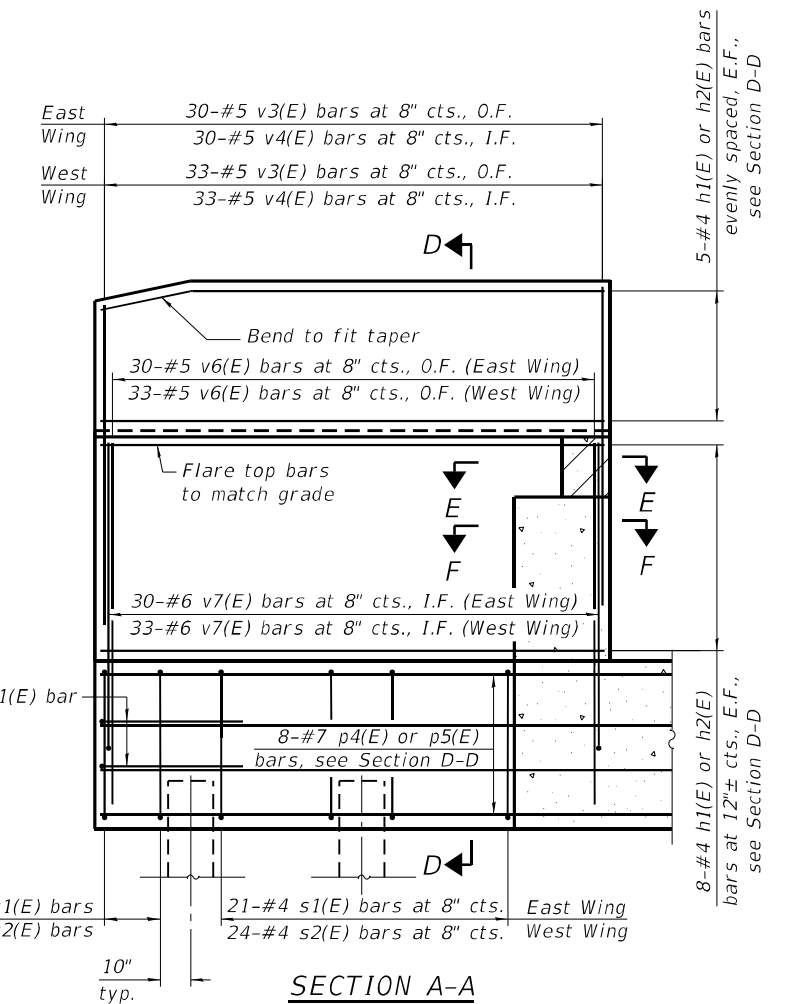 East
Wing
30-#5 v3(E) bars at 8" cts., O.F.
30-#5 v4(E) bars at 8" cts., I.F.
West
Wing
33-#5 v3(E) bars at 8" cts., O.F.
33-#5 v4(E) bars at 8" cts., I.F.
5-#4 h1(E) or h2(E) bars
evenly spaced, E.F.,
see Section D-D
D
Bend to fit taper
30-#5 v6(E) bars at 8" cts., O.F. (East Wing)
33-#5 v6(E) bars at 8" cts., O.F. (West Wing)
Flare top bars
to match grade
E
E
F
F
30-#6 v7(E) bars at 8" cts., I.F. (East Wing)
33-#6 v7(E) bars at 8" cts., I.F. (West Wing)
1(E) bar
8-#7 p4(E) or p5(E)
bars, see Section D-D
8-#4 h1(E) or h2(E)
bars at 12"± cts., E.F.,
see Section D-D
D
1(E) bars
2(E) bars
21-#4 s1(E) bars at 8" cts.
24-#4 s2(E) bars at 8" cts.
East Wing
West Wing
10"
typ.
SECTION A-A